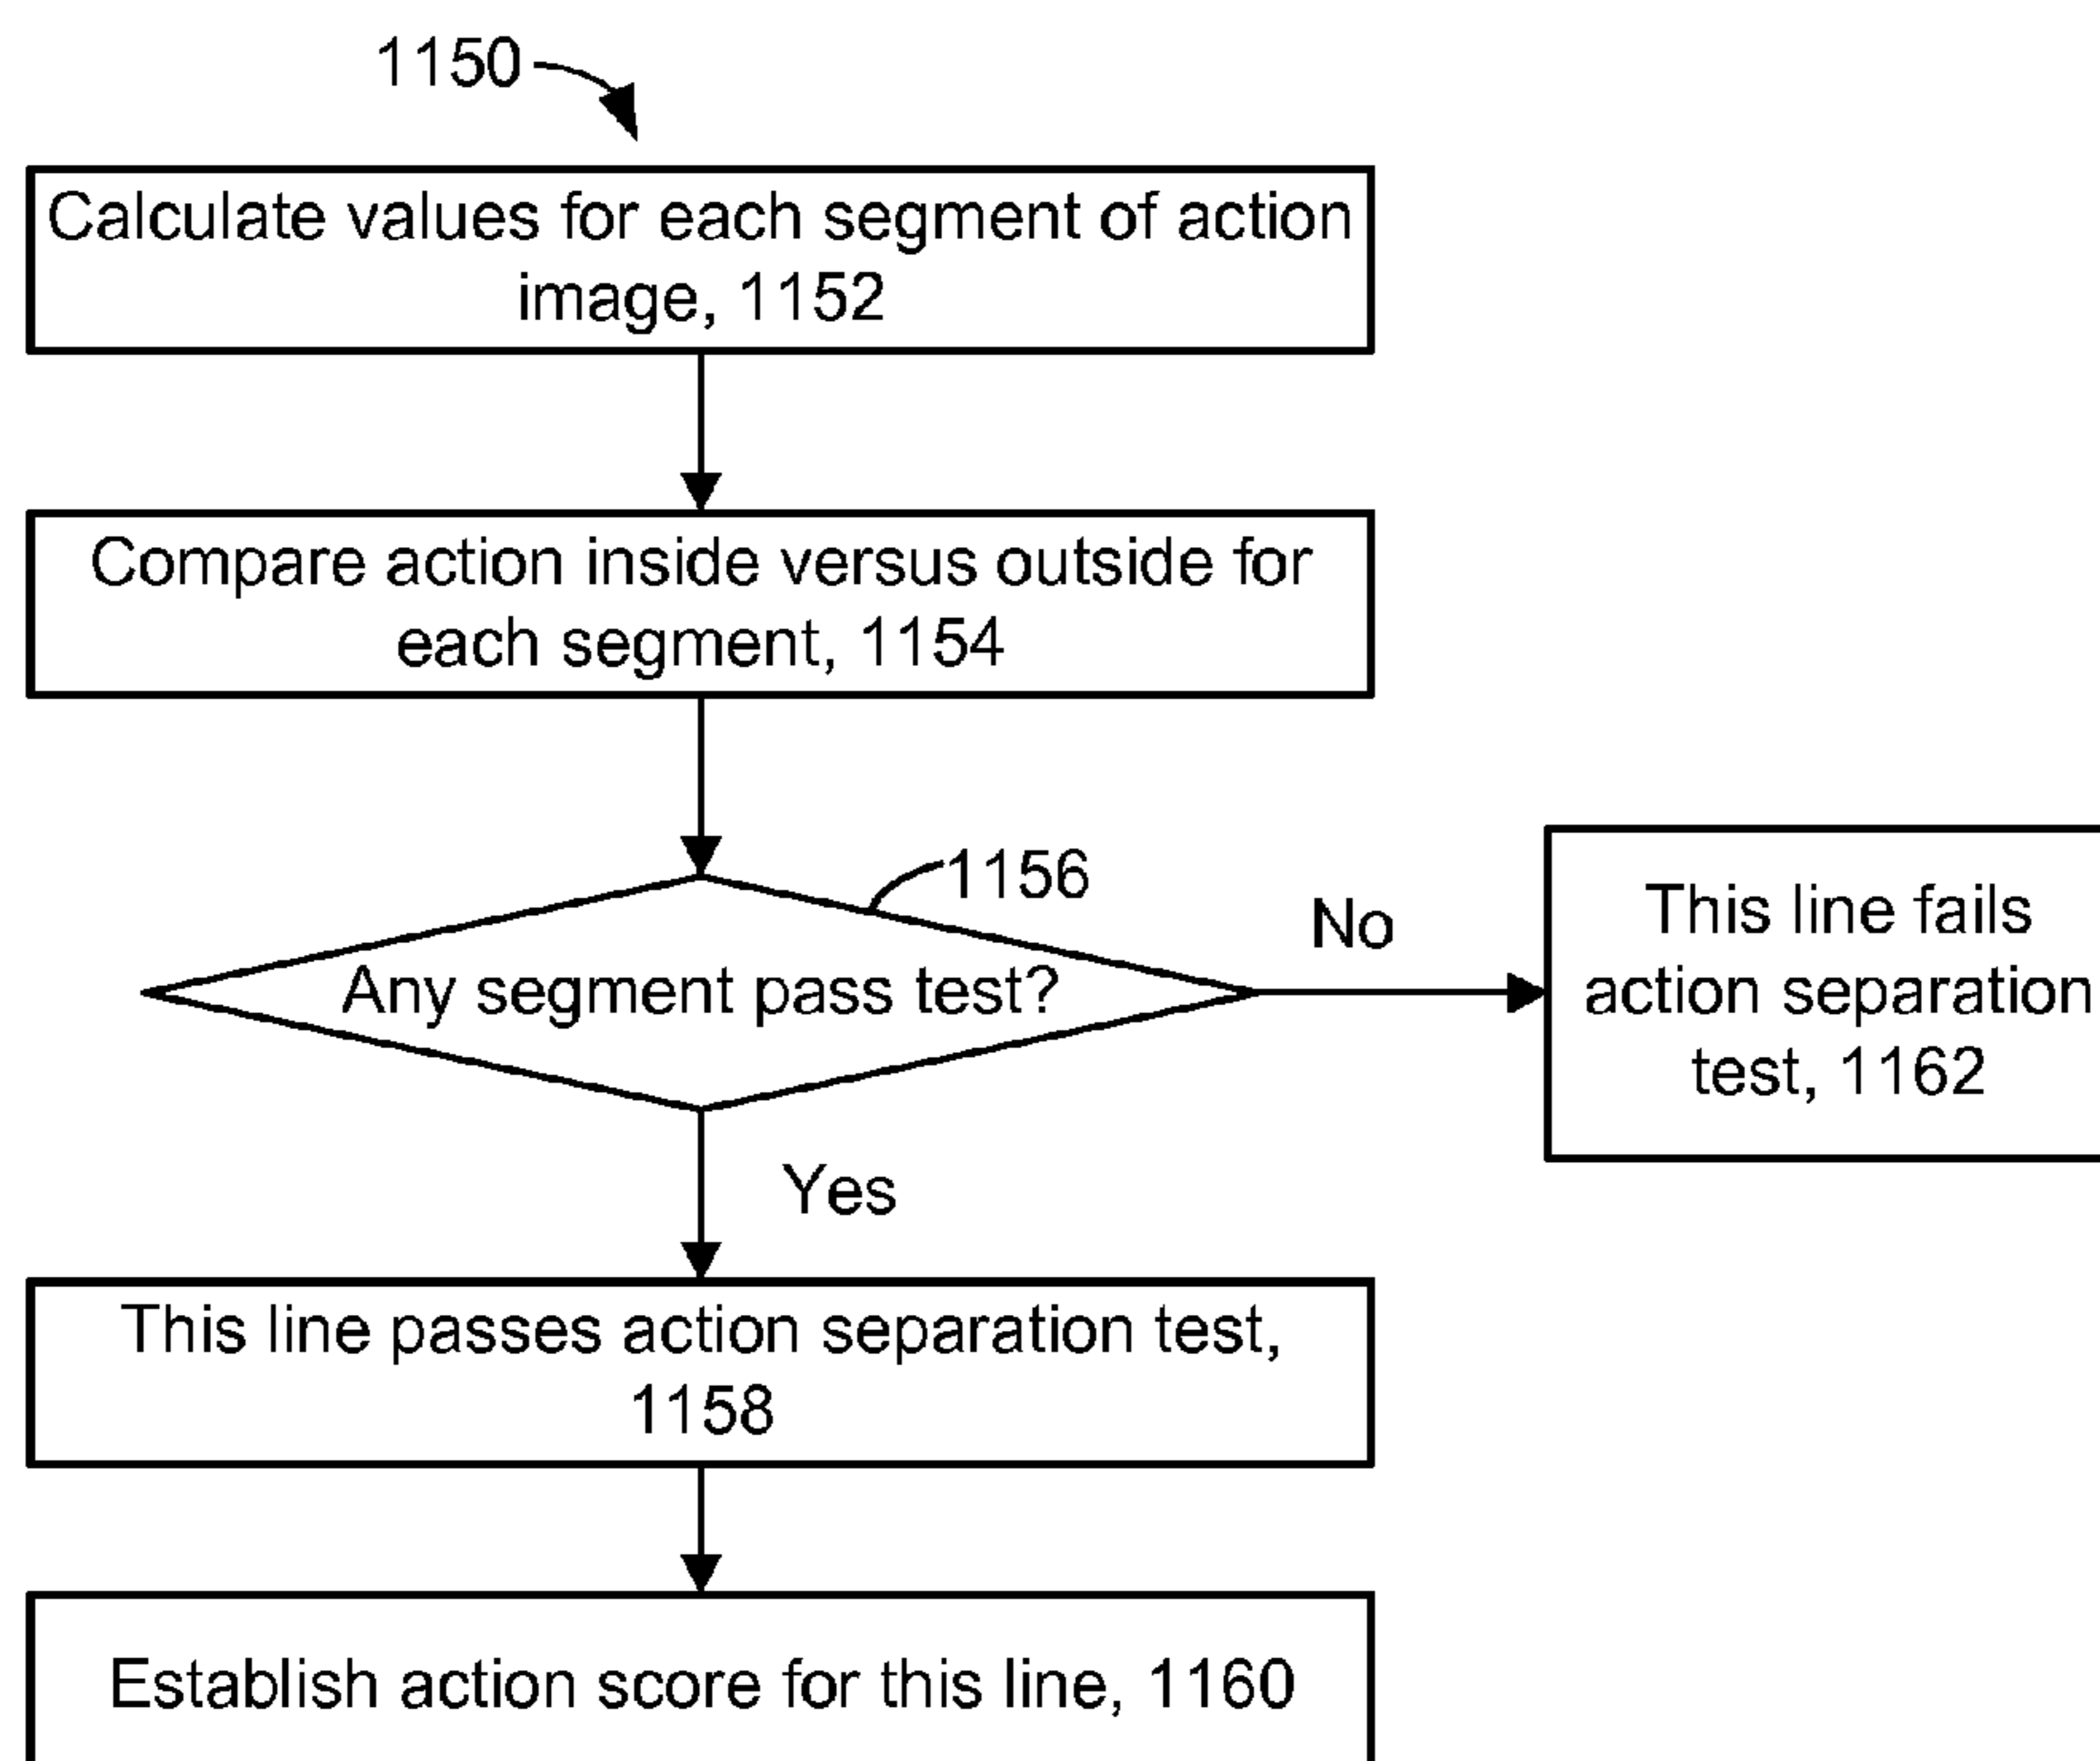 1150
Calculate values for each segment of action
image, 1152
Compare action inside versus outside for
each segment, 1154
1156
Any segment pass test?
No
This line fails
action separation
test, 1162
Yes
This line passes action separation test,
1158
Establish action score for this line, 1160